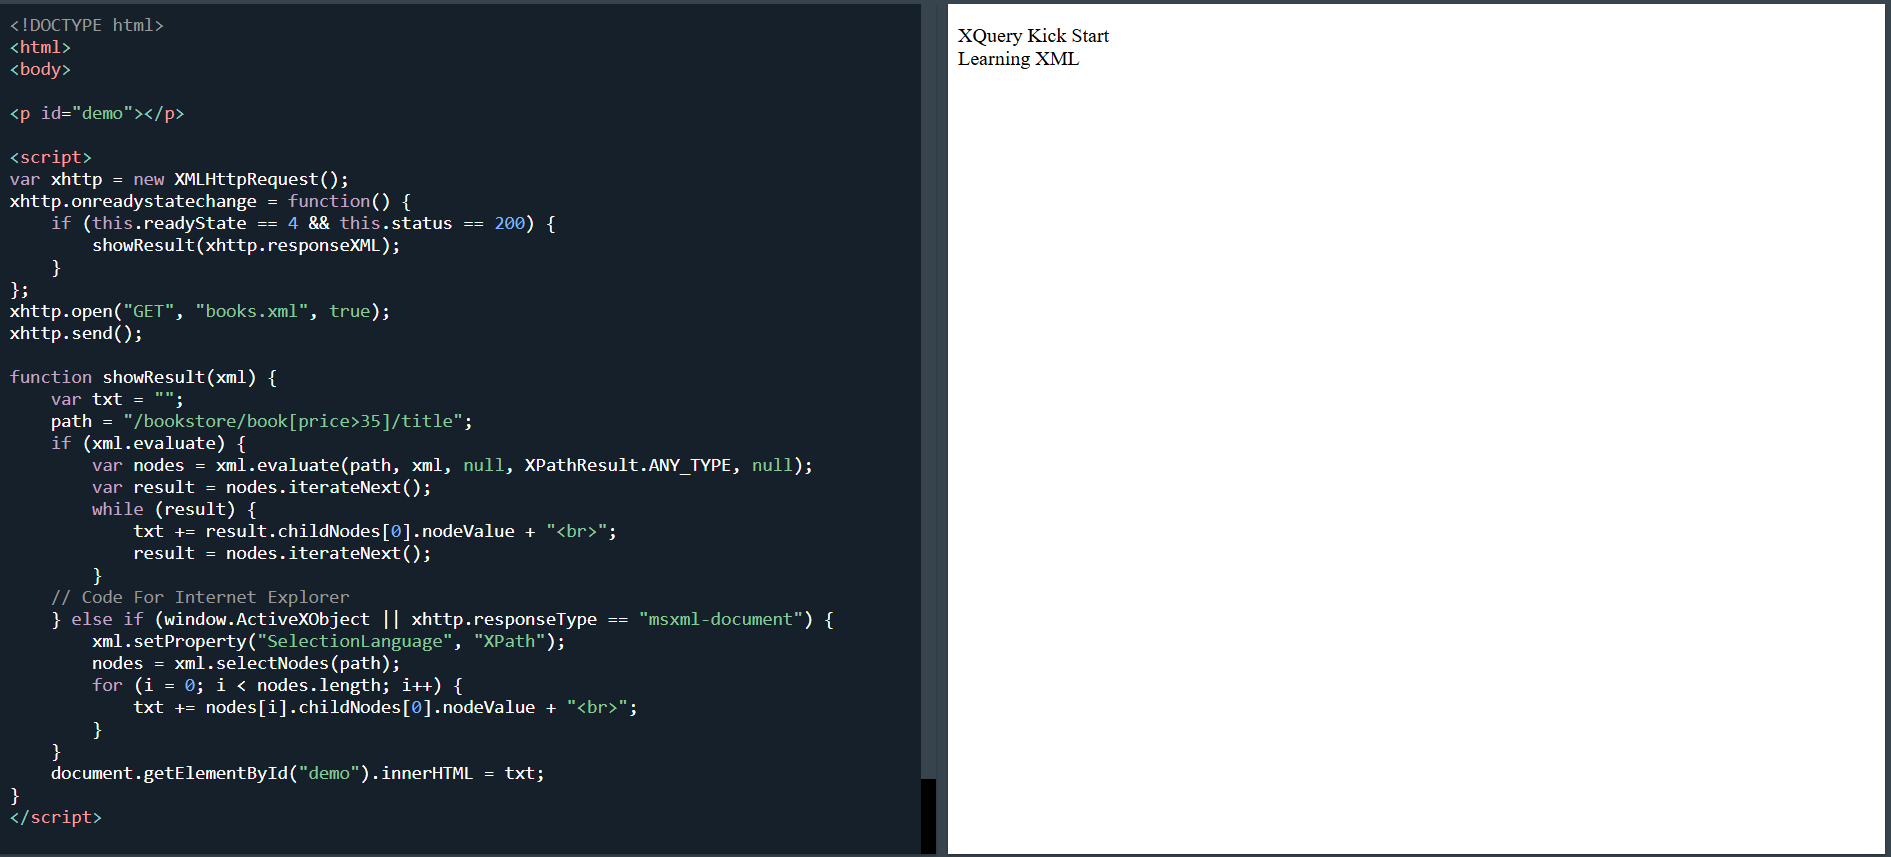 <!DOCTYPE html>
<html>
<body>

<p id="demo"></p>

<script>
var xhttp = new XMLHttpRequest();
xhttp.onreadystatechange = function() {
    if (this.readyState == 4 && this.status == 200) {
        showResult(xhttp.responseXML);
    }
};
xhttp.open("GET", "books.xml", true);
xhttp.send();

function showResult(xml) {
    var txt = "";
    path = "/bookstore/book[price>35]/title";
    if (xml.evaluate) {
        var nodes = xml.evaluate(path, xml, null, XPathResult.ANY_TYPE, null);
        var result = nodes.iterateNext();
        while (result) {
            txt += result.childNodes[0].nodeValue + "<br>";
            result = nodes.iterateNext();
        }
    // Code For Internet Explorer
    } else if (window.ActiveXObject || xhttp.responseType == "msxml-document") {
        xml.setProperty("SelectionLanguage", "XPath");
        nodes = xml.selectNodes(path);
        for (i = 0; i < nodes.length; i++) {
            txt += nodes[i].childNodes[0].nodeValue + "<br>";
        }
    }
    document.getElementById("demo").innerHTML = txt;
}
</script>
XQuery Kick Start
Learning XML